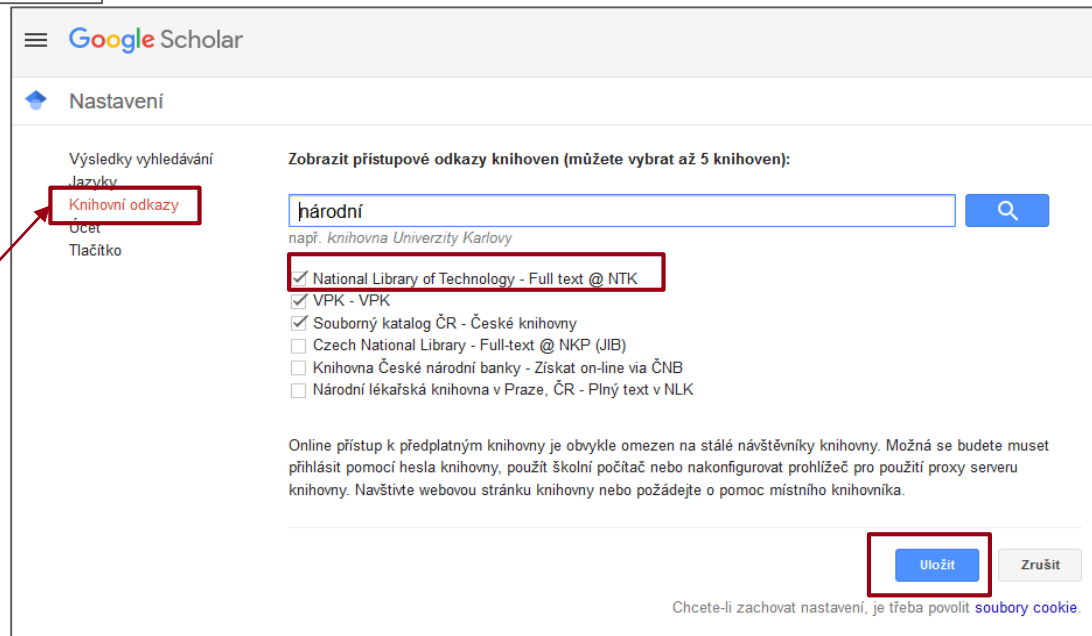 Google Scholar
Nastavení
Výsledky vyhledávání
Jazyky
Knihovní odkazy
Účet
Tlačítko
Zobrazit přístupové odkazy knihoven (můžete vybrat až 5 knihoven):
národní
např. knihovna Univerzity Karlovy
National Library of Technology - Full text @ NTK
VPK - VPK
Souborný katalog ČR - České knihovny
Czech National Library - Full-text @ NKP (JIB)
Knihovna České národní banky - Získat on-line via ČNB
Národní lékařská knihovna v Praze, ČR - Plný text v NLK
Online přístup k předplatným knihovny je obvykle omezen na stálé návštěvníky knihovny. Možná se budete muset
přihlásit pomocí hesla knihovny, použít školní počítač nebo nakonfigurovat prohlížeč pro použití proxy serveru
knihovny. Navštivte webovou stránku knihovny nebo požádejte o pomoc místního knihovníka.
Uložit
Zrušit
Chcete-li zachovat nastavení, je třeba povolit soubory cookie.